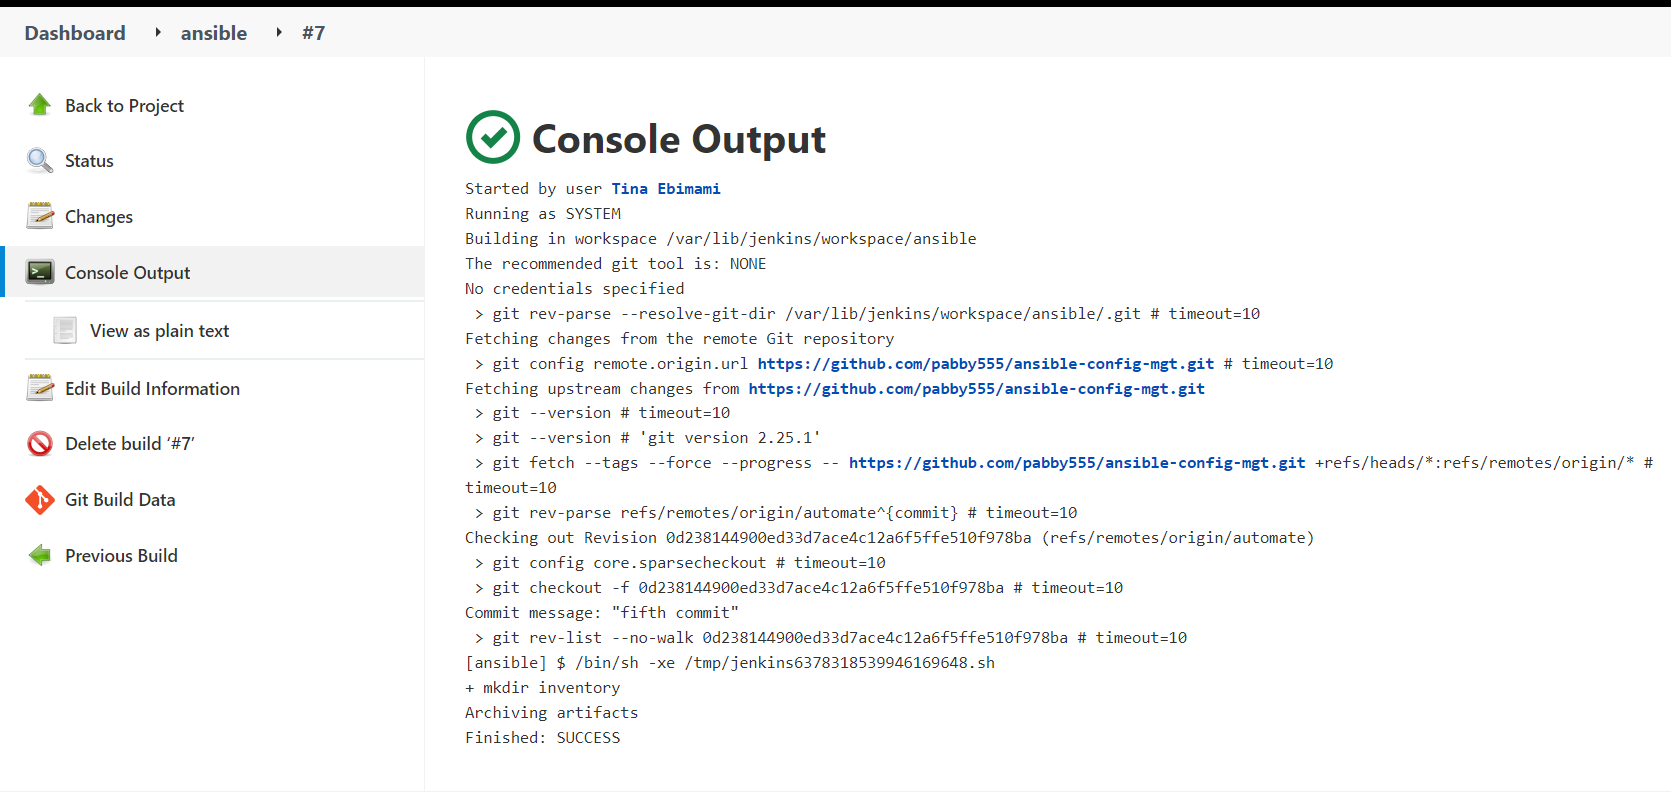 Dashboard ansible #7
Back to Project
Status
Changes
Console Output
View as plain text
Edit Build Information
Delete build ‘#7’
Git Build Data
Previous Build
Console Output
Started by user Tina Ebimami
Running as SYSTEM
Building in workspace /var/lib/jenkins/workspace/ansible
The recommended git tool is: NONE
No credentials specified
 > git rev-parse --resolve-git-dir /var/lib/jenkins/workspace/ansible/.git # timeout=10
Fetching changes from the remote Git repository
 > git config remote.origin.url https://github.com/pabby555/ansible-config-mgt.git # timeout=10
Fetching upstream changes from https://github.com/pabby555/ansible-config-mgt.git
 > git --version # timeout=10
 > git --version # 'git version 2.25.1'
 > git fetch --tags --force --progress -- https://github.com/pabby555/ansible-config-mgt.git +refs/heads/*:refs/remotes/origin/* #
timeout=10
 > git rev-parse refs/remotes/origin/automate^{commit} # timeout=10
Checking out Revision 0d238144900ed33d7ace4c12a6f5ffe510f978ba (refs/remotes/origin/automate)
 > git config core.sparsecheckout # timeout=10
 > git checkout -f 0d238144900ed33d7ace4c12a6f5ffe510f978ba # timeout=10
Commit message: "fifth commit"
 > git rev-list --no-walk 0d238144900ed33d7ace4c12a6f5ffe510f978ba # timeout=10
[ansible] $ /bin/sh -xe /tmp/jenkins6378318539946169648.sh
+ mkdir inventory
Archiving artifacts
Finished: SUCCESS